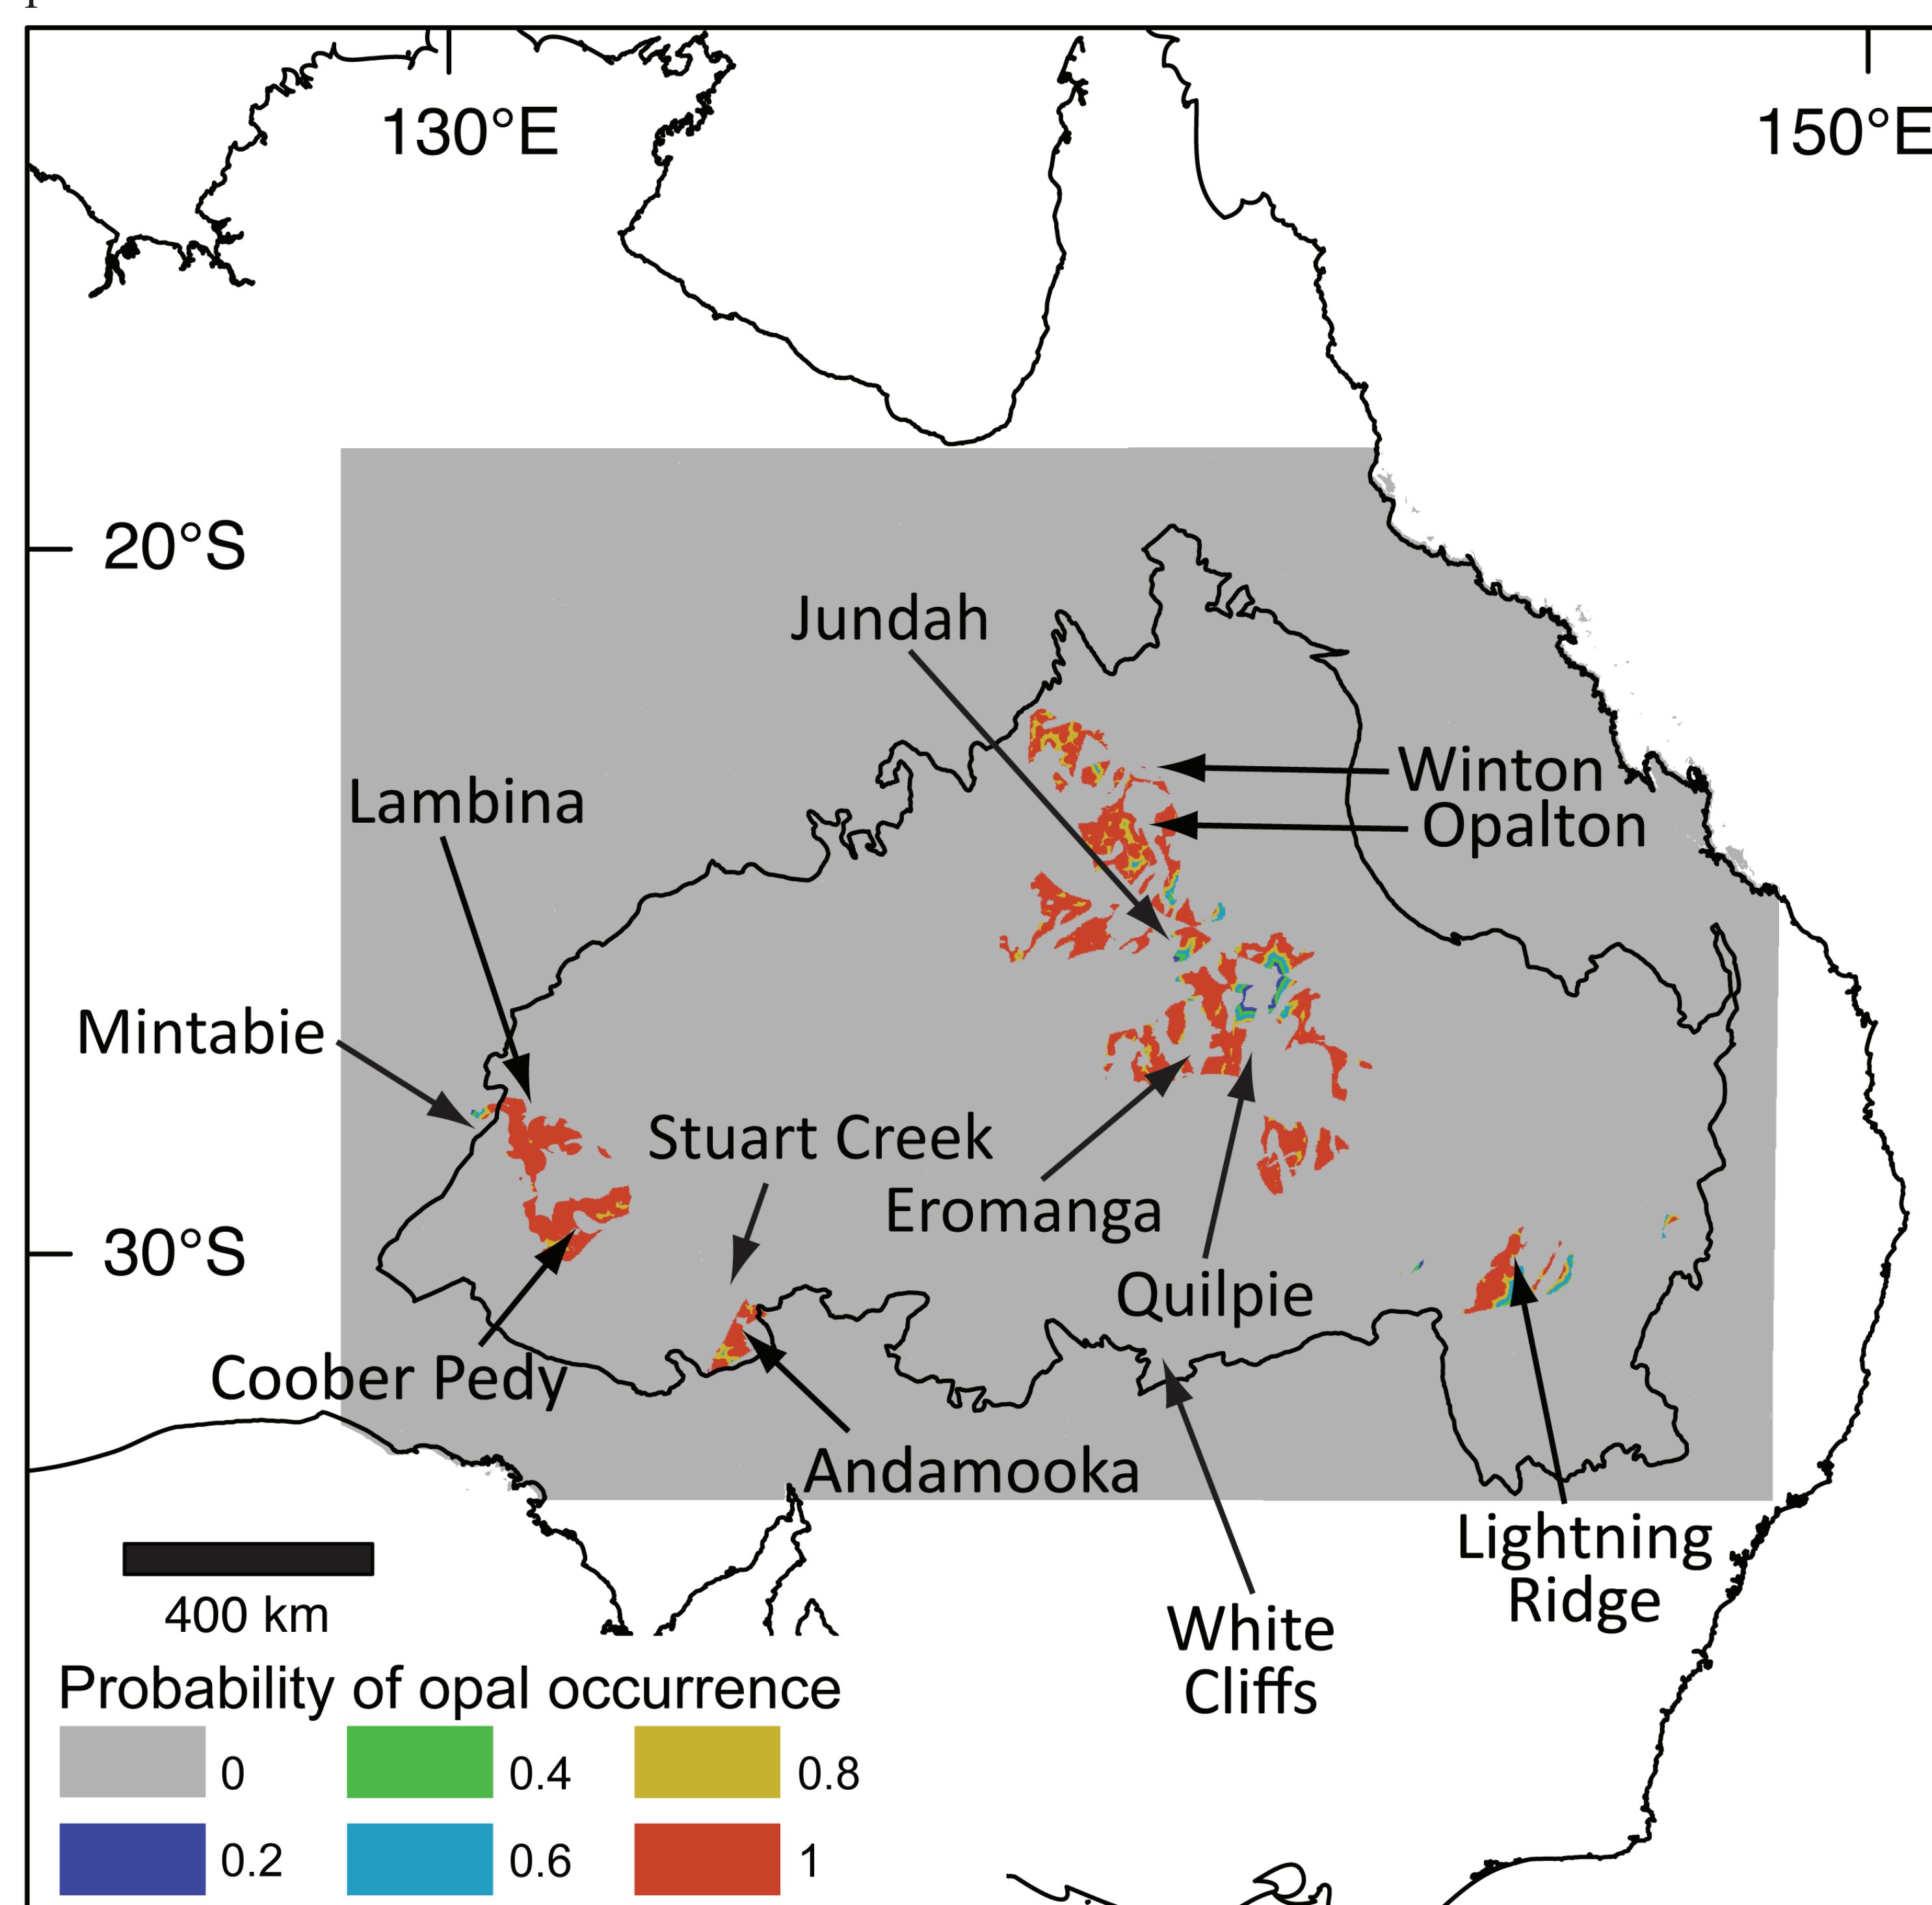 130°E
150°E
20°S
Jundah
Winton
Lambina
Opalton
Mintabie
Stuart Creek
Eromanga
30°S
Quilpie
Coober Pedy
Andamooka
Lightning
Ridge
400 km
White
Cliffs
Probability of opal occurrence
0
0.4
0.8
0.2
0.6
1